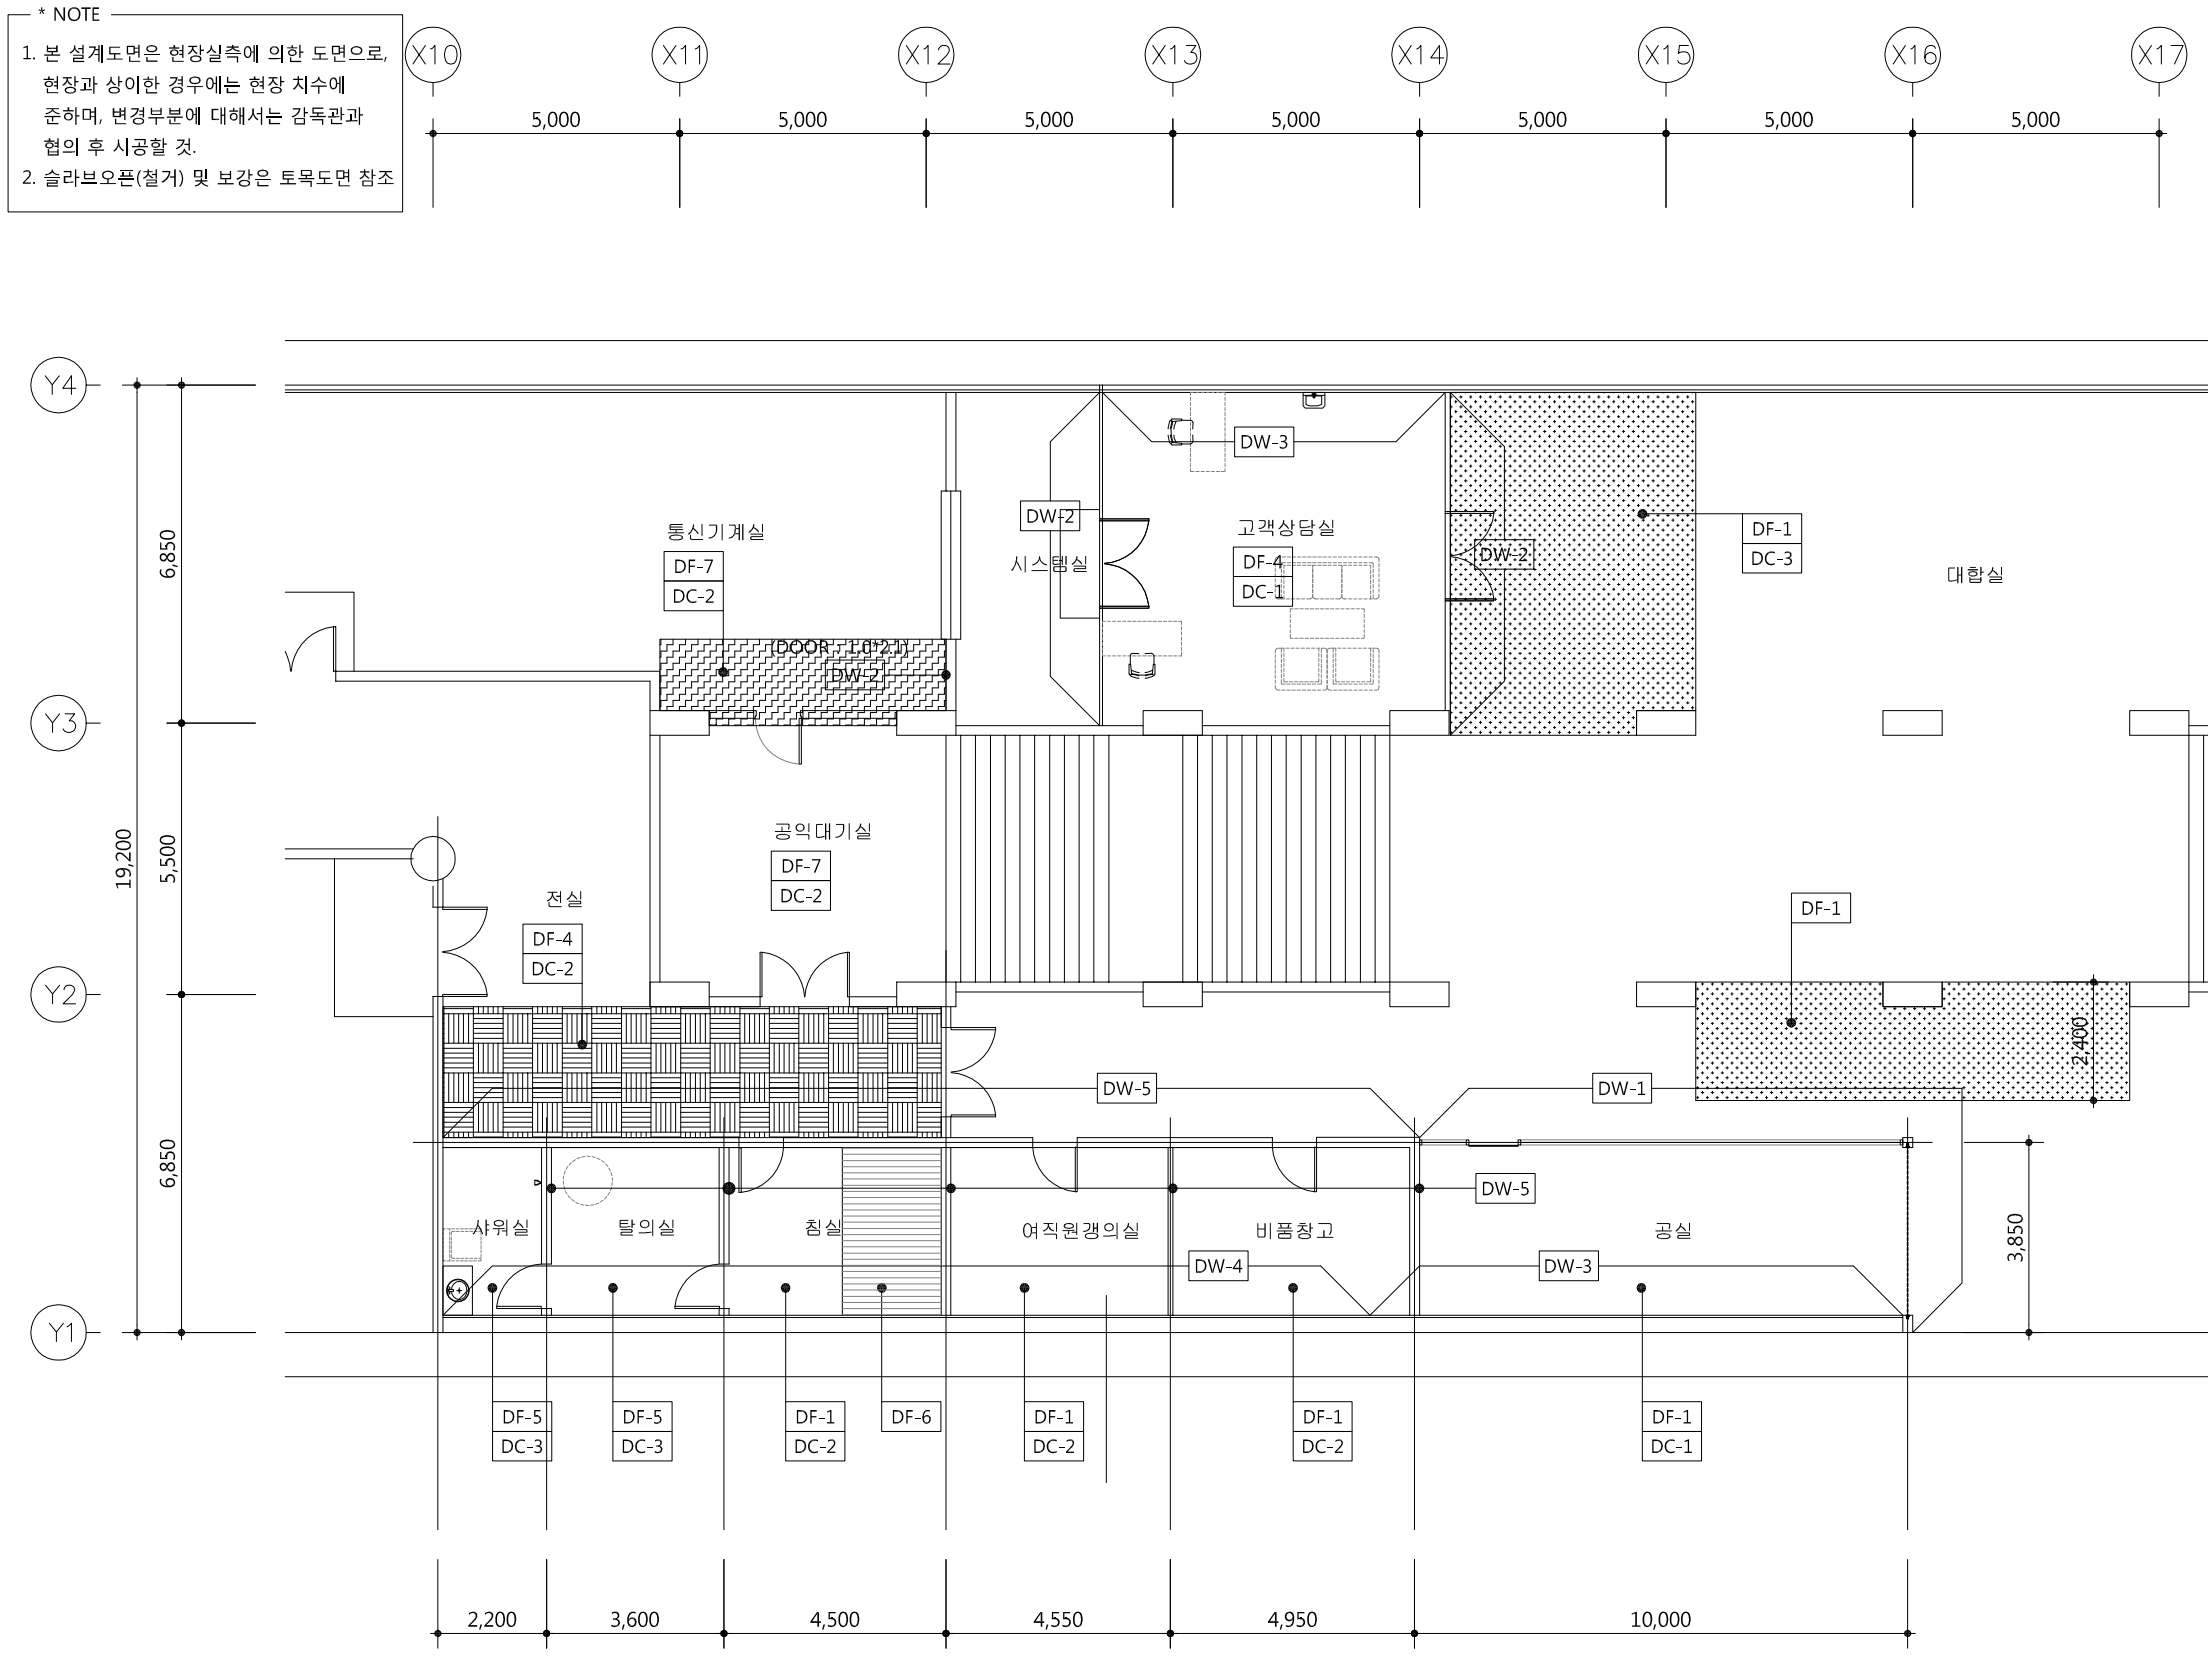 * NOTE
1. 본 설계도면은 현장실측에 의한 도면으로,
현장과 상이한 경우에는 현장 치수에
준하며, 변경부분에 대해서는 감독관과
협의 후 시공할 것.
2. 슬라브오픈(철거) 및 보강은 토목도면 참조
X10 X11 X12 X13 X14 X15 X16 X17
5,000 5,000 5,000 5,000 5,000 5,000 5,000
Y4
Y3
Y2
Y1
19,200
6,850
5,500
6,850
DW-3
통신기계실
DF-7
DC-2
(DOOR : 1.0*2.1)
DW-2
DW-2
시스템실
고객상담실
DF-4
DC-1
DW-2
DF-1
DC-3
대합실
공익대기실
DF-7
DC-2
전실
DF-4
DC-2
DF-1
2,400
DW-5
DW-1
DW-5
샤워실
탈의실
침실
여직원갱의실
비품창고
공실
3,850
DW-4
DW-3
DF-5
DC-3
DF-5
DC-3
DF-1
DC-2
DF-6
DF-1
DC-2
DF-1
DC-2
DF-1
DC-1
2,200 3,600 4,500 4,550 4,950 10,000